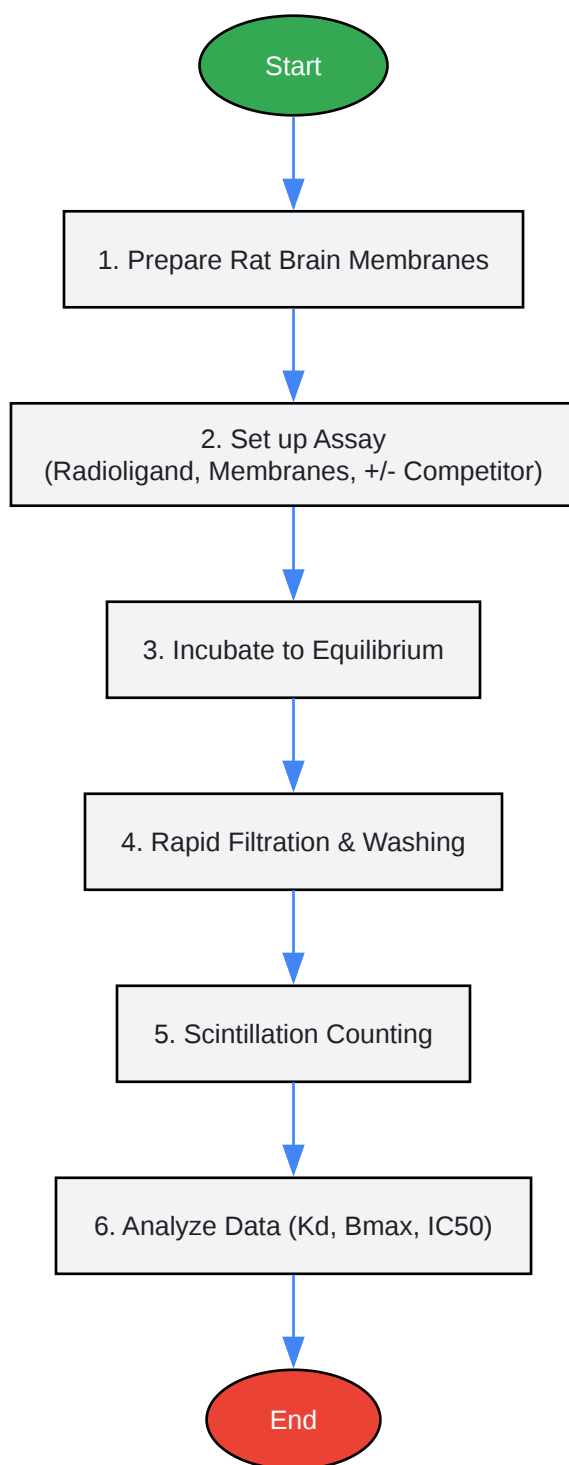 Start
1. Prepare Rat Brain Membranes
2. Set up Assay
(Radioligand, Membranes, +/- Competitor)
3. Incubate to Equilibrium
4. Rapid Filtration & Washing
5. Scintillation Counting
6. Analyze Data (Kd, Bmax, IC50)
End